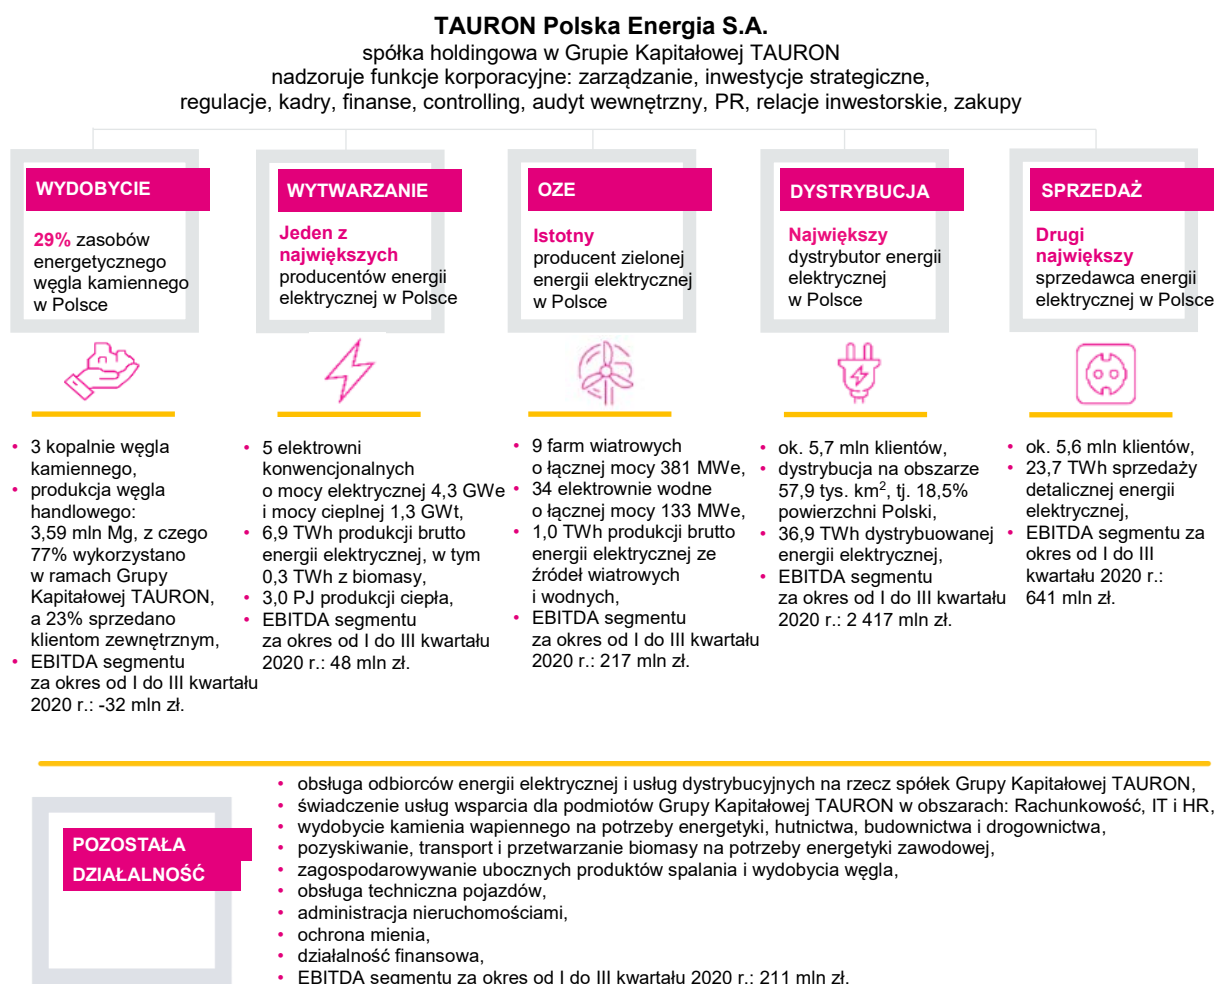 TAURON Polska Energia S.A.
spółka holdingowa w Grupie Kapitałowej TAURON
nadzoruje funkcje korporacyjne: zarządzanie, inwestycje strategiczne,
regulacje, kadry, finanse, controlling, audyt wewnętrzny, PR, relacje inwestorskie, zakupy
WYDOBYCIE
29% zasobów
energetycznego
węgla kamiennego
w Polsce
• 3 kopalnie węgla
kamiennego,
• produkcja węgla
handlowego:
3,59 mln Mg, z czego
77% wykorzystano
w ramach Grupy
Kapitałowej TAURON,
a 23% sprzedano
klientom zewnętrznym,
• EBITDA segmentu
za okres od I do III kwartału
2020 r.: -32 mln zł.
WYTWARZANIE
Jeden z
największych
producentów energii
elektrycznej w Polsce
• 5 elektrowni
konwencjonalnych
o mocy elektrycznej 4,3 GWe
i mocy cieplnej 1,3 GWt,
• 6,9 TWh produkcji brutto
energii elektrycznej, w tym
0,3 TWh z biomasy,
• 3,0 PJ produkcji ciepła,
• EBITDA segmentu
za okres od I do III kwartału
2020 r.: 48 mln zł.
OZE
Istotny
producent zielonej
energii elektrycznej
w Polsce
• 9 farm wiatrowych
o łącznej mocy 381 MWe,
• 34 elektrownie wodne
o łącznej mocy 133 MWe,
• 1,0 TWh produkcji brutto
energii elektrycznej ze
źródeł wiatrowych
i wodnych,
• EBITDA segmentu
za okres od I do III kwartału
2020 r.: 217 mln zł.
DYSTRYBUCJA
Największy
dystrybutor energii
elektrycznej
w Polsce
• ok. 5,7 mln klientów,
• dystrybucja na obszarze
57,9 tys. km², tj. 18,5%
powierzchni Polski,
• 36,9 TWh dystrybuowanej
energii elektrycznej,
• EBITDA segmentu
za okres od I do III kwartału
2020 r.: 2 417 mln zł.
SPRZEDAŻ
Drugi
największy
sprzedawca energii
elektrycznej w Polsce
• ok. 5,6 mln klientów,
• 23,7 TWh sprzedaży
detalicznej energii
elektrycznej,
• EBITDA segmentu za
okres od I do III
kwartału 2020 r.:
641 mln zł.
POZOSTAŁA
DZIAŁALNOŚĆ
• obsługa odbiorców energii elektrycznej i usług dystrybucyjnych na rzecz spółek Grupy Kapitałowej TAURON,
• świadczenie usług wsparcia dla podmiotów Grupy Kapitałowej TAURON w obszarach: Rachunkowość, IT i HR,
• wydobycie kamienia wapiennego na potrzeby energetyki, hutnictwa, budownictwa i drogownictwa,
• pozyskiwanie, transport i przetwarzanie biomasy na potrzeby energetyki zawodowej,
• zagospodarowywanie ubocznych produktów spalania i wydobycia węgla,
• obsługa techniczna pojazdów,
• administracja nieruchomościami,
• ochrona mienia,
• działalność finansowa,
• EBITDA segmentu za okres od I do III kwartału 2020 r.: 211 mln zł.